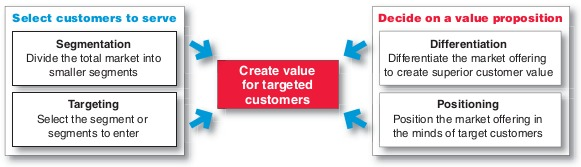 Select customers to serve
Segmentation
Divide the total market into
smaller segments
Targeting
Select the segment or
segments to enter
Create value
for targeted
customers
Decide on a value proposition
Differentiation
Differentiate the market offering
to create superior customer value
Positioning
Position the market offering in
the minds of target customers